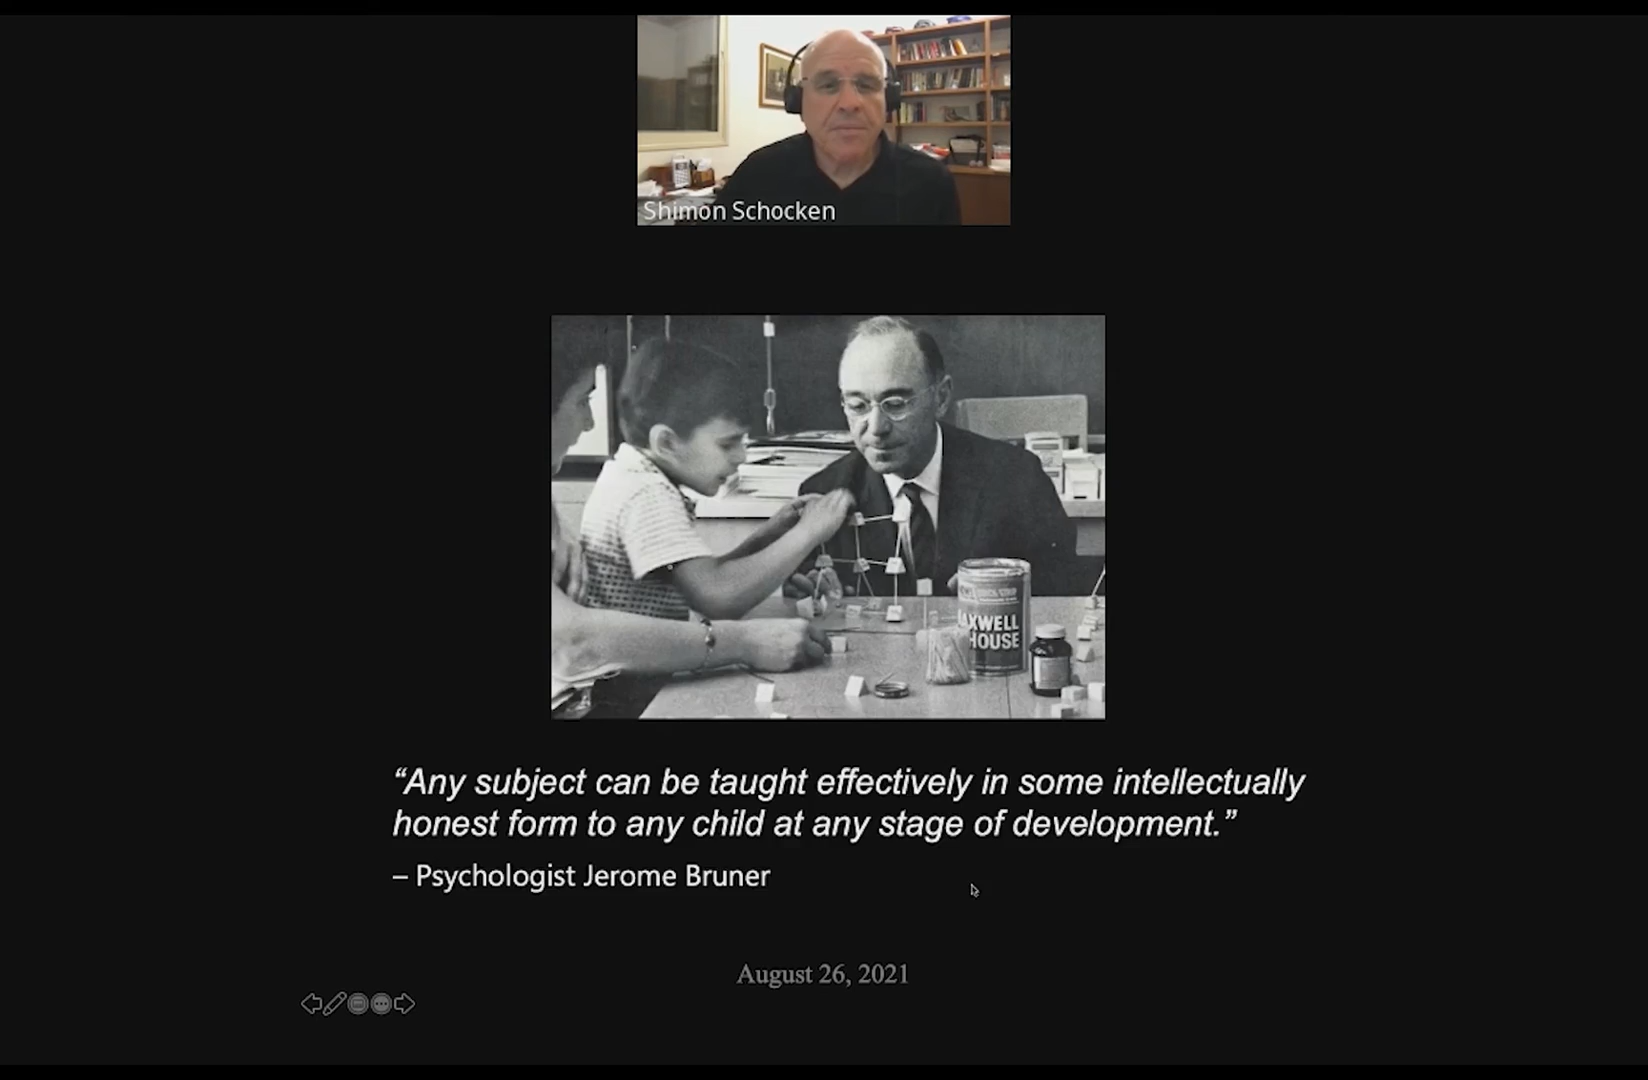 Shimon Schocken
AXWELL
HOUSE
“Any subject can be taught effectively in some intellectually
honest form to any child at any stage of development.”
– Psychologist Jerome Bruner
August 26, 2021